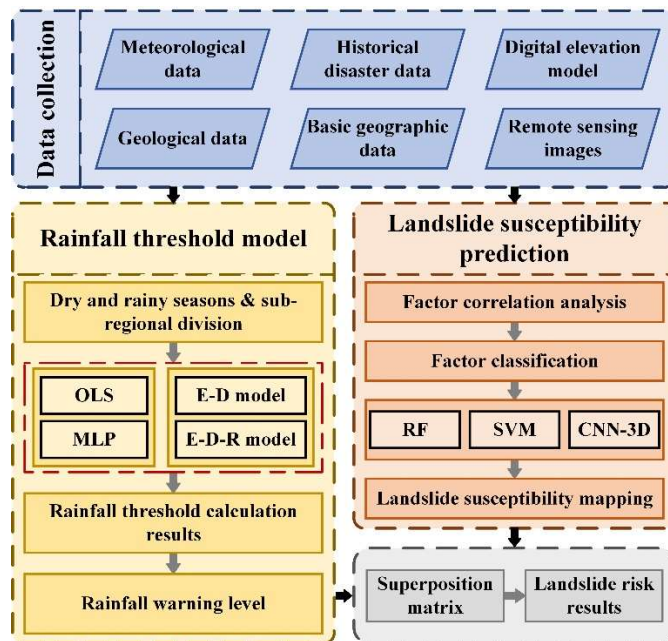 Data collection
Meteorological
data
Historical
disaster data
Digital elevation
model
Geological data
Basic geographic
data
Remote sensing
images
Rainfall threshold model
Dry and rainy seasons & sub-
regional division
OLS
MLP
E-D model
E-D-R model
Rainfall threshold calculation
results
Rainfall warning level
Landslide susceptibility
prediction
Factor correlation analysis
Factor classification
RF
SVM
CNN-3D
Landslide susceptibility mapping
Superposition
matrix
Landslide risk
results